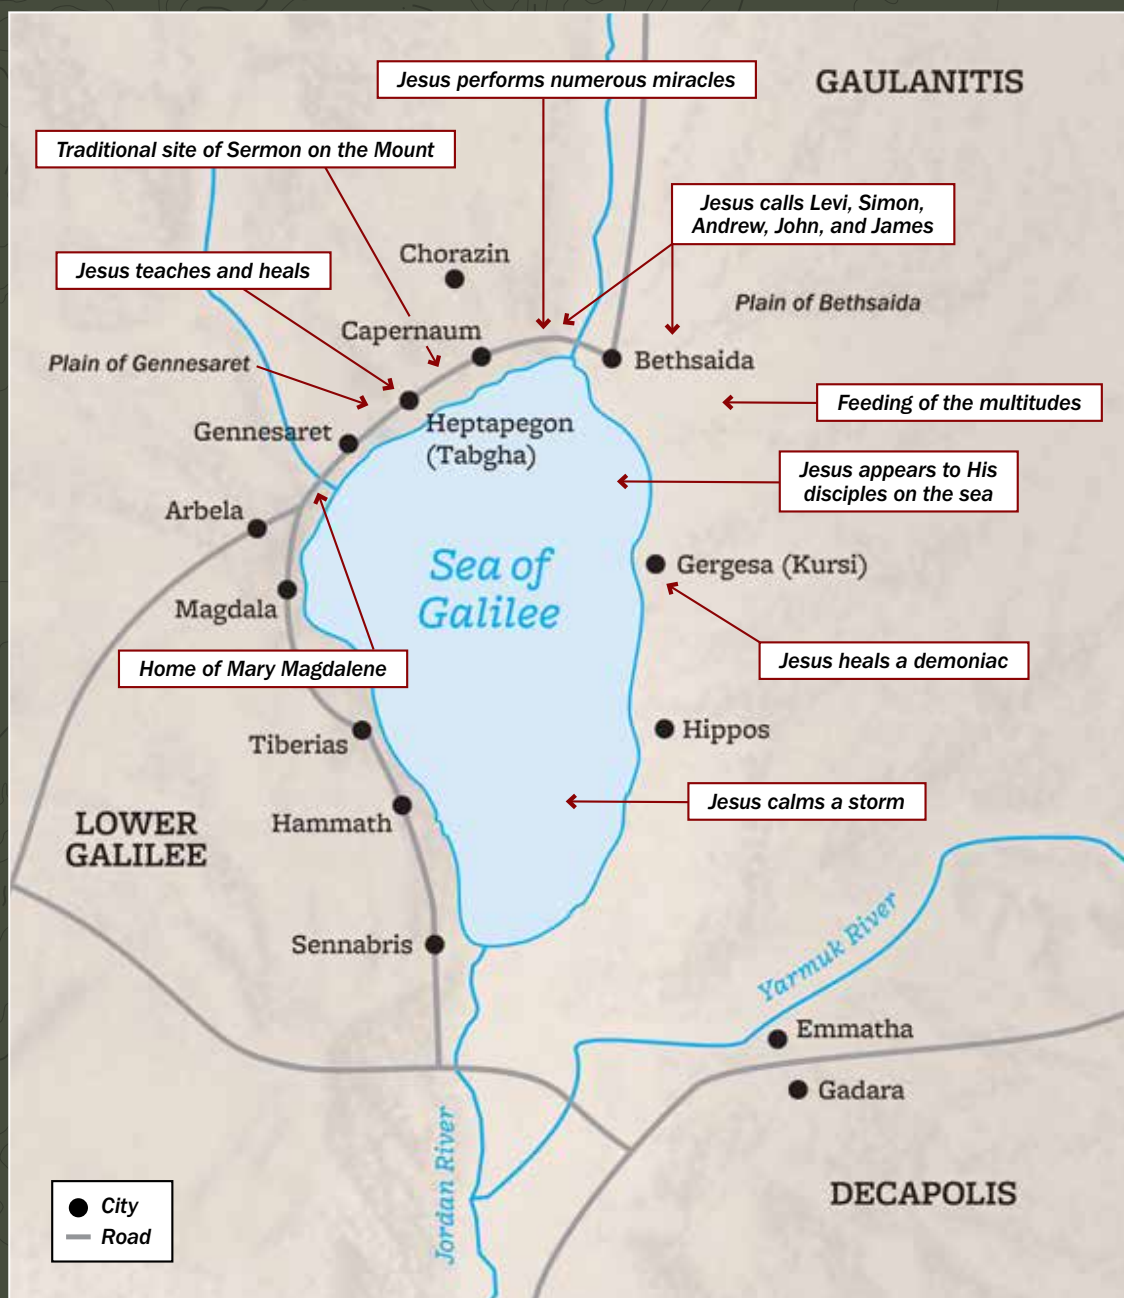 Jesus performs numerous miracles
GAULANITIS
Traditional site of Sermon on the Mount
Jesus calls Levi, Simon,
Andrew, John, and James
Chorazin
Jesus teaches and heals
Plain of Bethsaida
Capernaum
Plain of Gennesaret
Bethsaida
Feeding of the multitudes
Heptapegon
(Tabgha)
Gennesaret
Jesus appears to His
disciples on the sea
Arbela
Sea of
Galilee
Gergesa (Kursi)
Magdala
Home of Mary Magdalene
Jesus heals a demoniac
Tiberias
Hippos
Jesus calms a storm
Hammath
LOWER
GALILEE
Sennabris
Yarmuk River
Emmatha
Gadara
Jordan River
DECAPOLIS
City
Road